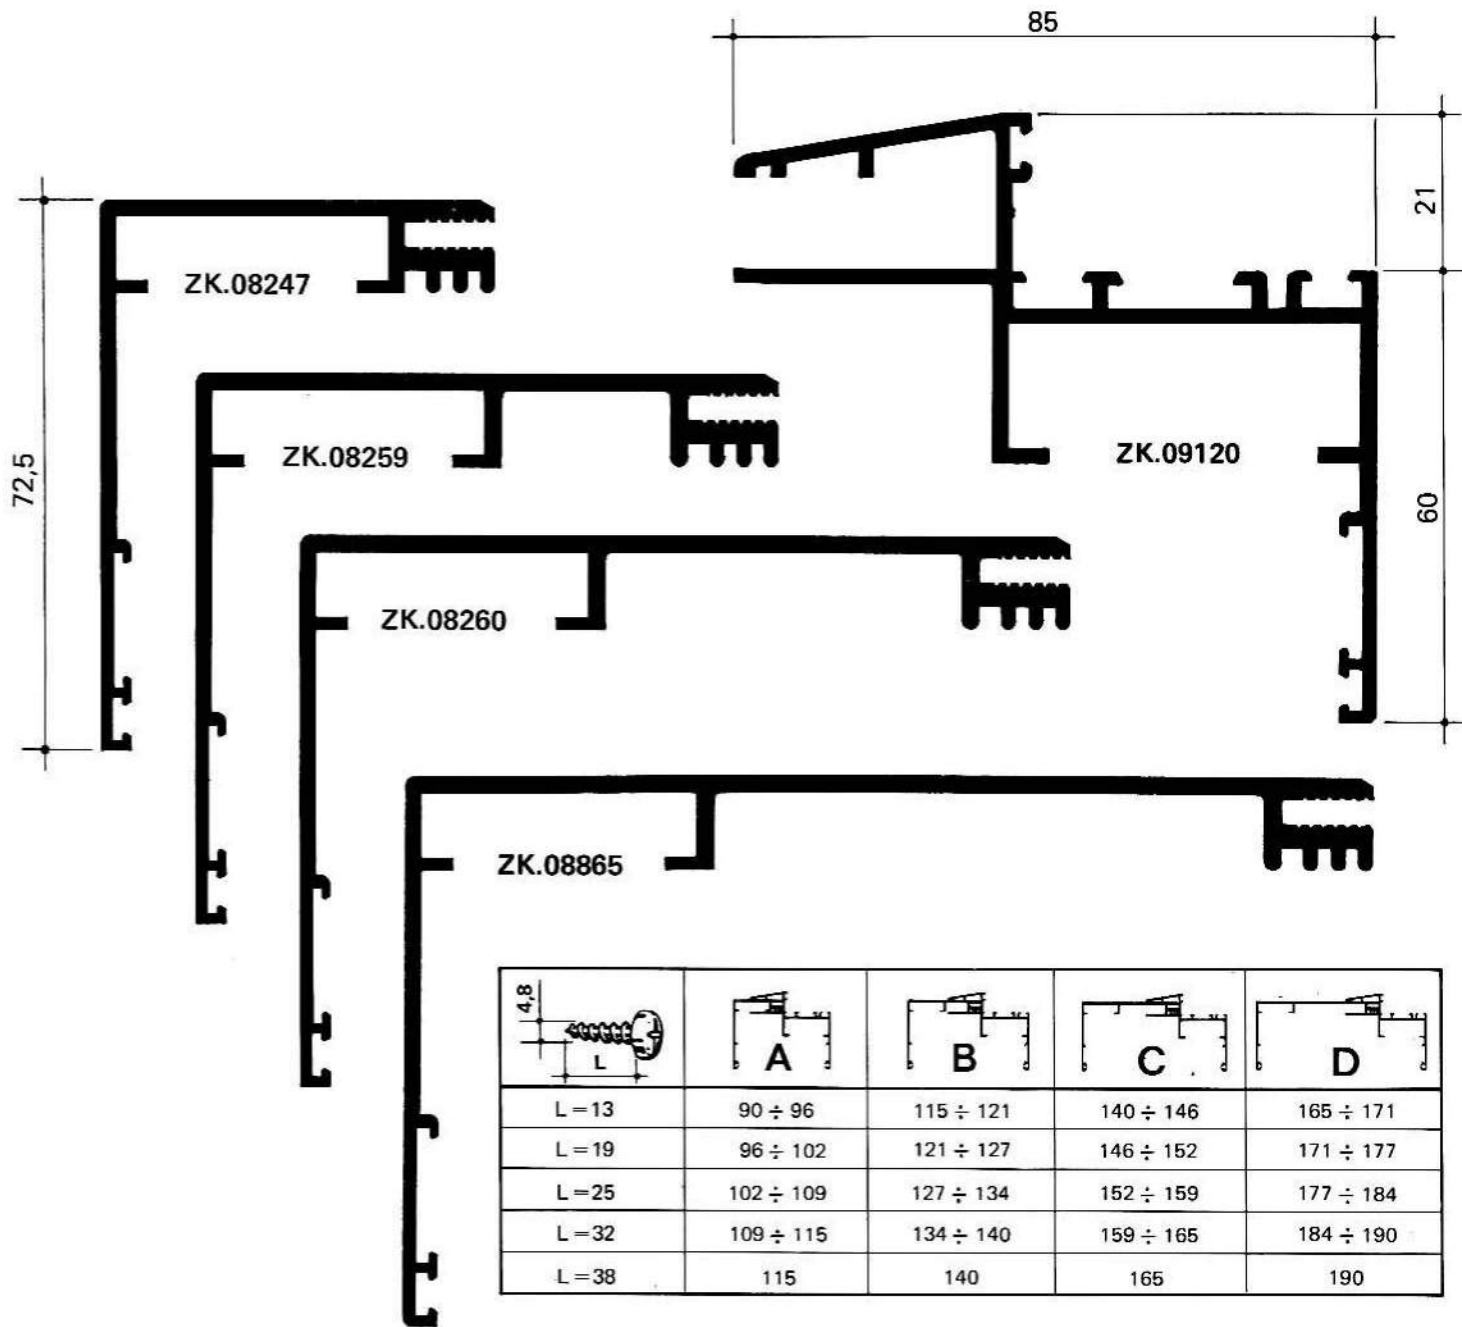 85
21
72,5
60
ZK.08247
ZK.08259
ZK.09120
ZK.08260
ZK.08865
4,8
L
A B C D
L=13 90 ÷ 96 115 ÷ 121 140 ÷ 146 165 ÷ 171
L=19 96 ÷ 102 121 ÷ 127 146 ÷ 152 171 ÷ 177
L=25 102 ÷ 109 127 ÷ 134 152 ÷ 159 177 ÷ 184
L=32 109 ÷ 115 134 ÷ 140 159 ÷ 165 184 ÷ 190
L=38 115 140 165 190